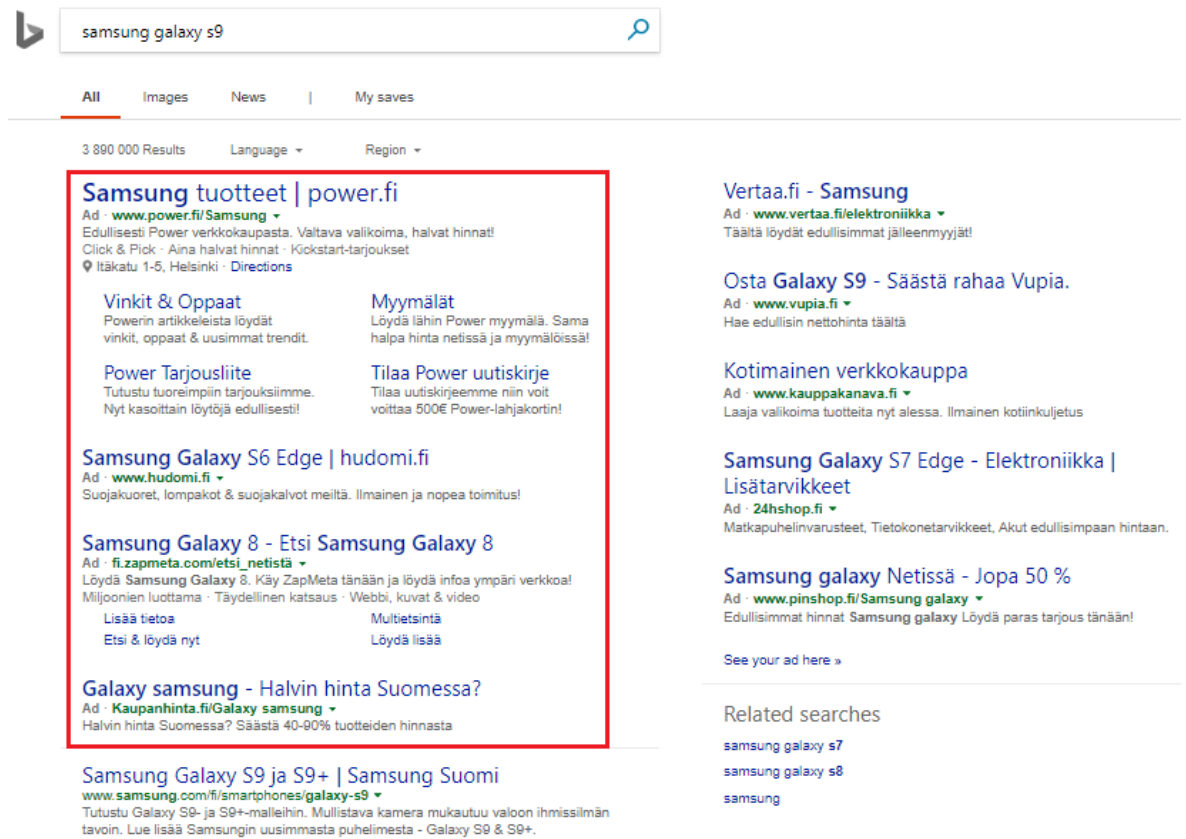 samsung galaxy s9
All Images News | My saves
3 890 000 Results Language Region
Samsung tuotteet | power.fi
Ad · www.power.fi/Samsung
Edullisesti Power verkkokaupasta. Valtava valikoima, halvat hinnat!
Click & Pick · Aina halvat hinnat · Kickstart-tarjoukset
Itäkatu 1-5, Helsinki · Directions
Vinkit & Oppaat
Powerin artikkeleista löydät
vinkit, oppaat & uusimmat trendit.
Myymälät
Löydä lähin Power myymälä. Sama
halpa hinta netissä ja myymälöissä!
Power Tarjousliite
Tutustu tuoreimpiin tarjouksiimme.
Nyt kasoittain löytöjä edullisesti!
Tilaa Power uutiskirje
Tilaa uutiskirjeemme niin voit
voittaa 500€ Power-lahjakortin!
Samsung Galaxy S6 Edge | hudomi.fi
Ad · www.hudomi.fi
Suojakuoret, lompakot & suojakalvot meiltä. Ilmainen ja nopea toimitus!
Samsung Galaxy 8 - Etsi Samsung Galaxy 8
Ad · fi.zapmeta.com/etsi_netistä
Löydä Samsung Galaxy 8. Käy ZapMeta tänään ja löydä infoa ympäri verkkoa!
Miljoonien luottama · Täydellinen katsaus · Webbi, kuvat & video
Lisää tietoa
Etsi & löydä nyt
Multietsintä
Löydä lisää
Galaxy samsung - Halvin hinta Suomessa?
Ad · Kaupanhinta.fi/Galaxy samsung
Halvin hinta Suomessa? Säästä 40-90% tuotteiden hinnasta
Samsung Galaxy S9 ja S9+ | Samsung Suomi
www.samsung.com/fi/smartphones/galaxy-s9
Tutustu Galaxy S9- ja S9+-malleihin. Mullistava kamera mukautuu valoon ihmissilmän
tavoin. Lue lisää Samsungin uusimmasta puhelimesta - Galaxy S9 & S9+.
Vertaa.fi - Samsung
Ad · www.vertaa.fi/elektroniikka
Täältä löydät edullisimmat jälleenmyyjät!
Osta Galaxy S9 - Säästä rahaa Vupia.
Ad · www.vupia.fi
Hae edullisin nettohinta täältä
Kotimainen verkkokauppa
Ad · www.kauppakanava.fi
Laaja valikoima tuotteita nyt alessa. Ilmainen kotiinkuljetus
Samsung Galaxy S7 Edge - Elektroniikka |
Lisätarvikkeet
Ad · 24hshop.fi
Matkapuhelinvarusteet, Tietokonetarvikkeet, Akut edullisimpaan hintaan.
Samsung galaxy Netissä - Jopa 50 %
Ad · www.pinshop.fi/Samsung galaxy
Edullisimmat hinnat Samsung galaxy Löydä paras tarjous tänään!
See your ad here »
Related searches
samsung galaxy s7
samsung galaxy s8
samsung